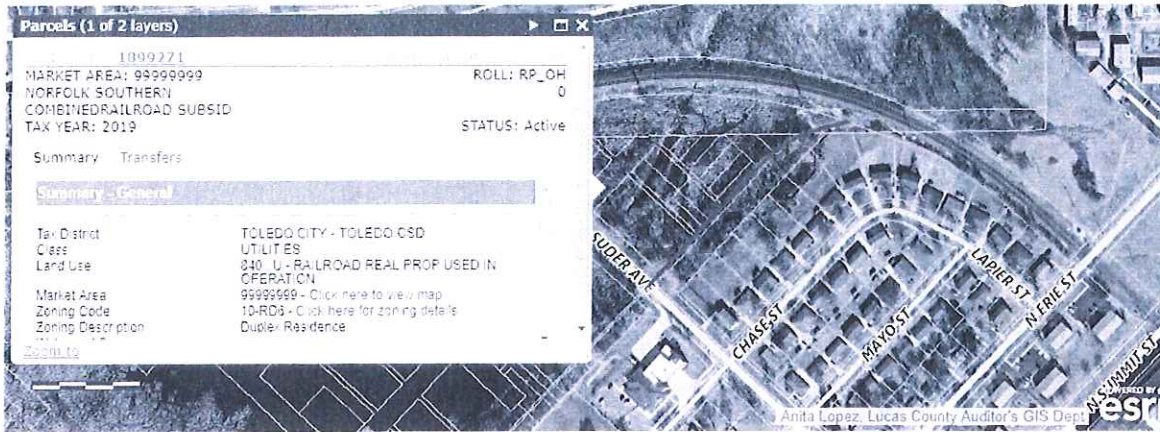 Parcels (1 of 2 layers)
1899271
MARKET AREA: 99999999 ROLL: RP_OH
NORFOLK SOUTHERN 0
COMBINEDRAILROAD SUBSID
TAX YEAR: 2019 STATUS: Active
Summary Transfers
Summary - General
Tax District TOLEDO CITY - TOLEDO CSD
Class UTILITIES
Land Use 840 U - RAILROAD REAL PROP USED IN
OPERATION
Market Area 99999999 - Click here to view map
Zoning Code 10-RD6 - Click here for zoning details
Zoning Description Duplex Residence
Zoom to
SUDER AVE
CHASE ST
MAYO ST
LAPIER ST
N ERIE ST
N SUMMIT ST
Anita Lopez, Lucas County Auditor's GIS Dept
POWERED BY
esri